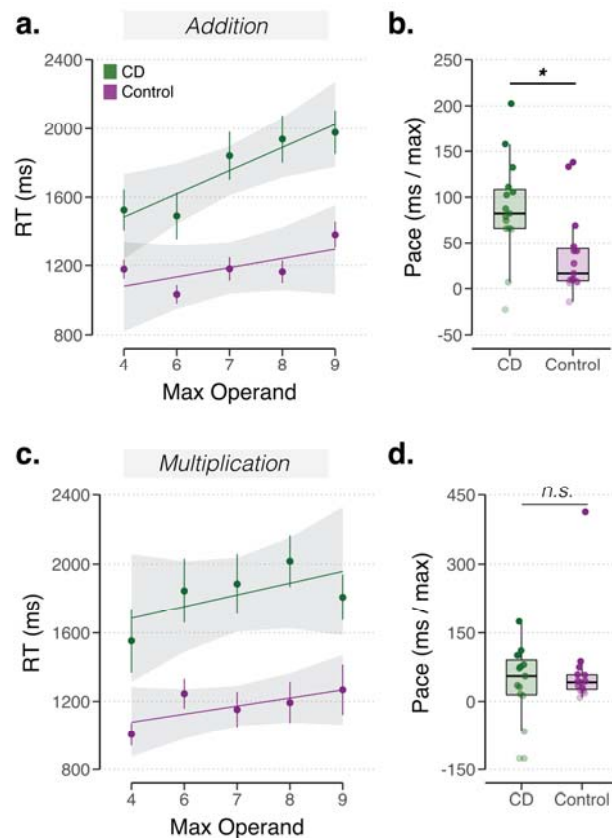 a.
Addition
b.
2400
2000
1600
1200
800
RT (ms)
CD
Control
4 6 7 8 9
Max Operand
250
200
150
100
50
0
-50
Pace (ms / max)
*
CD Control
c.
Multiplication
d.
2400
2000
1600
1200
800
RT (ms)
4 6 7 8 9
Max Operand
450
300
150
0
-150
Pace (ms / max)
n.s.
CD Control